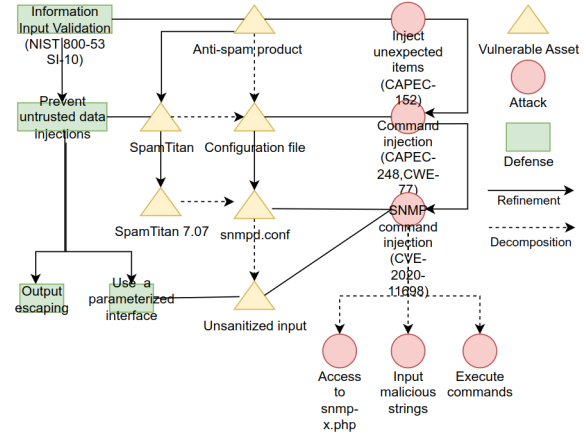 Information
Input Validation
(NIST 800-53
SI-10)
Anti-spam product
Inject
unexpected
items
(CAPEC-
152)
Vulnerable Asset
Attack
Prevent
untrusted data
injections
SpamTitan
Configuration file
Command
injection
(CAPEC-
248,CWE-
77)
Defense
Refinement
SpamTitan 7.07
snmpd.conf
SNMP
command
injection
(CVE-
2020-
11698)
Decomposition
Output
escaping
Use a
parameterized
interface
Unsanitized input
Access
to
snmp-
x.php
Input
malicious
strings
Execute
commands